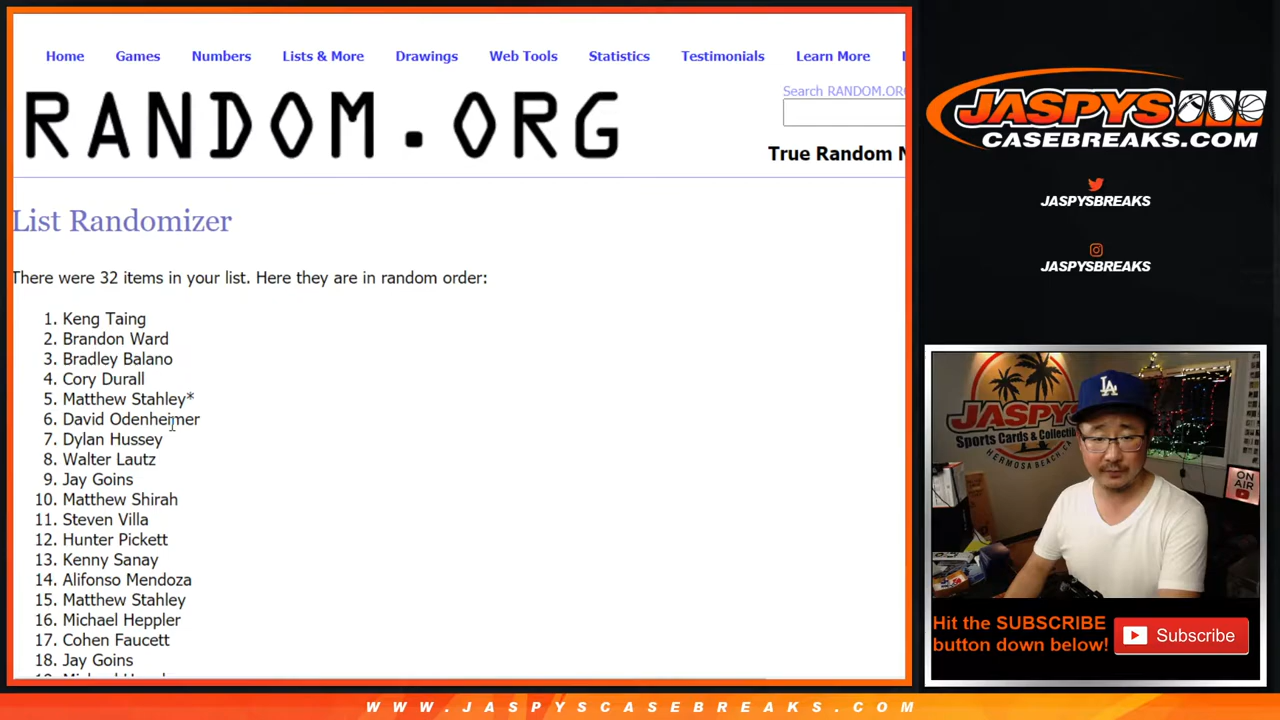 Home Games Numbers Lists & More Drawings Web Tools Statistics Testimonials Learn More
Search RANDOM.OR
RANDOM.ORG
True Random
List Randomizer
There were 32 items in your list. Here they are in random order:
1. Keng Taing
2. Brandon Ward
3. Bradley Balano
4. Cory Durall
5. Matthew Stahley*
6. David Odenheimer
7. Dylan Hussey
8. Walter Lautz
9. Jay Goins
10. Matthew Shirah
11. Steven Villa
12. Hunter Pickett
13. Kenny Sanay
14. Alifonso Mendoza
15. Matthew Stahley
16. Michael Heppler
17. Cohen Faucett
18. Jay Goins
JASPYS
CASEBREAKS.COM
JASPYSBREAKS
JASPYSBREAKS
JASPYS
Sports Cards & Collectib
HERMOSA BEACH, CA
LA
ON
AIR
Hit the SUBSCRIBE
button down below!
Subscribe
WWW.JASPYSCASEBREAKS.COM